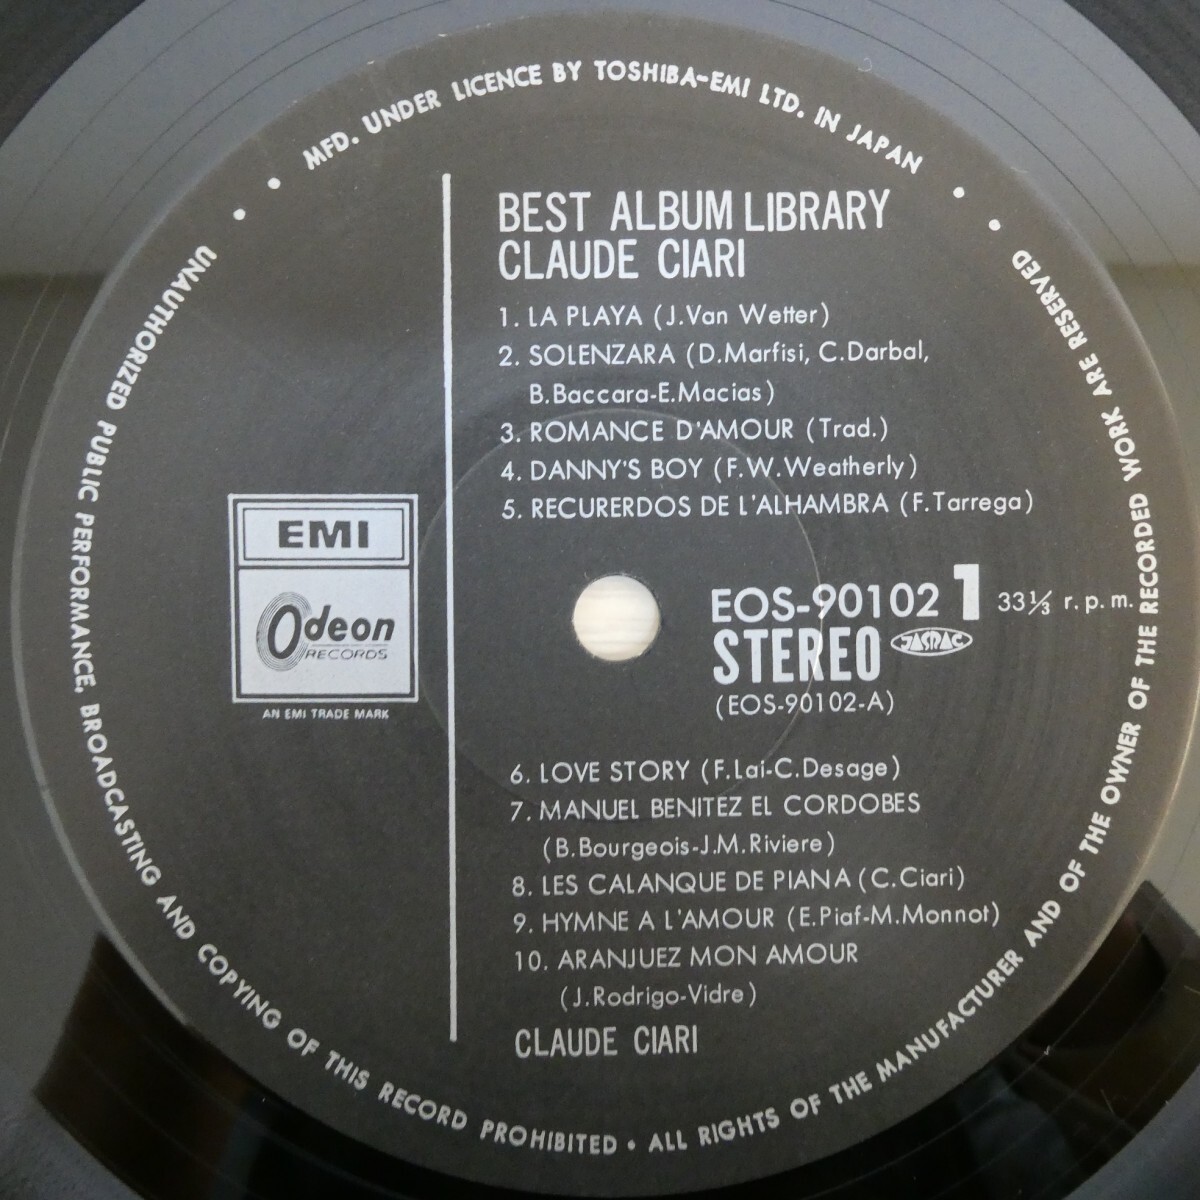 MFD. UNDER LICENCE BY TOSHIBA-EMI LTD. IN JAPAN
BEST ALBUM LIBRARY
CLAUDE CIARI
1. LA PLAYA (J.Van Wetter)
2. SOLENZARA (D.Marfisi, C.Darbal,
B.Baccara-E.Macias)
3. ROMANCE D'AMOUR (Trad.)
4. DANNY'S BOY (F.W.Weatherly)
5. RECURERDOS DE L'ALHAMBRA (F.Tarrega)
EMI
Odeon
RECORDS
AN EMI TRADE MARK
EOS-90102 1 33⅓ r.p.m.
STEREO JASRAC
(EOS-90102-A)
6. LOVE STORY (F.Lai-C.Desage)
7. MANUEL BENITEZ EL CORDOBES
(B.Bourgeois-J.M.Riviere)
8. LES CALANQUE DE PIANA (C.Ciari)
9. HYMNE A L'AMOUR (E.Piaf-M.Monnot)
10. ARANJUEZ MON AMOUR
(J.Rodrigo-Vidre)
CLAUDE CIARI
UNAUTHORIZED PUBLIC PERFORMANCE, BROADCASTING AND COPYING OF THIS RECORD PROHIBITED • ALL RIGHTS OF THE MANUFACTURER AND OF THE OWNER OF THE RECORDED WORK ARE RESERVED